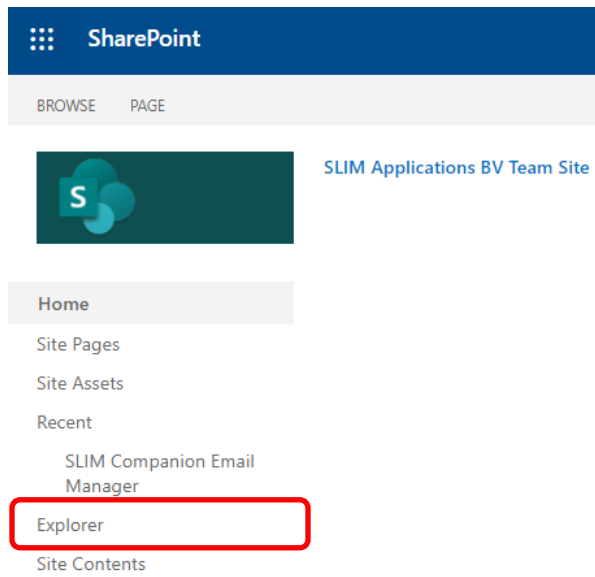 SharePoint
BROWSE PAGE
S
SLIM Applications BV Team Site
Home
Site Pages
Site Assets
Recent
SLIM Companion Email
Manager
Explorer
Site Contents